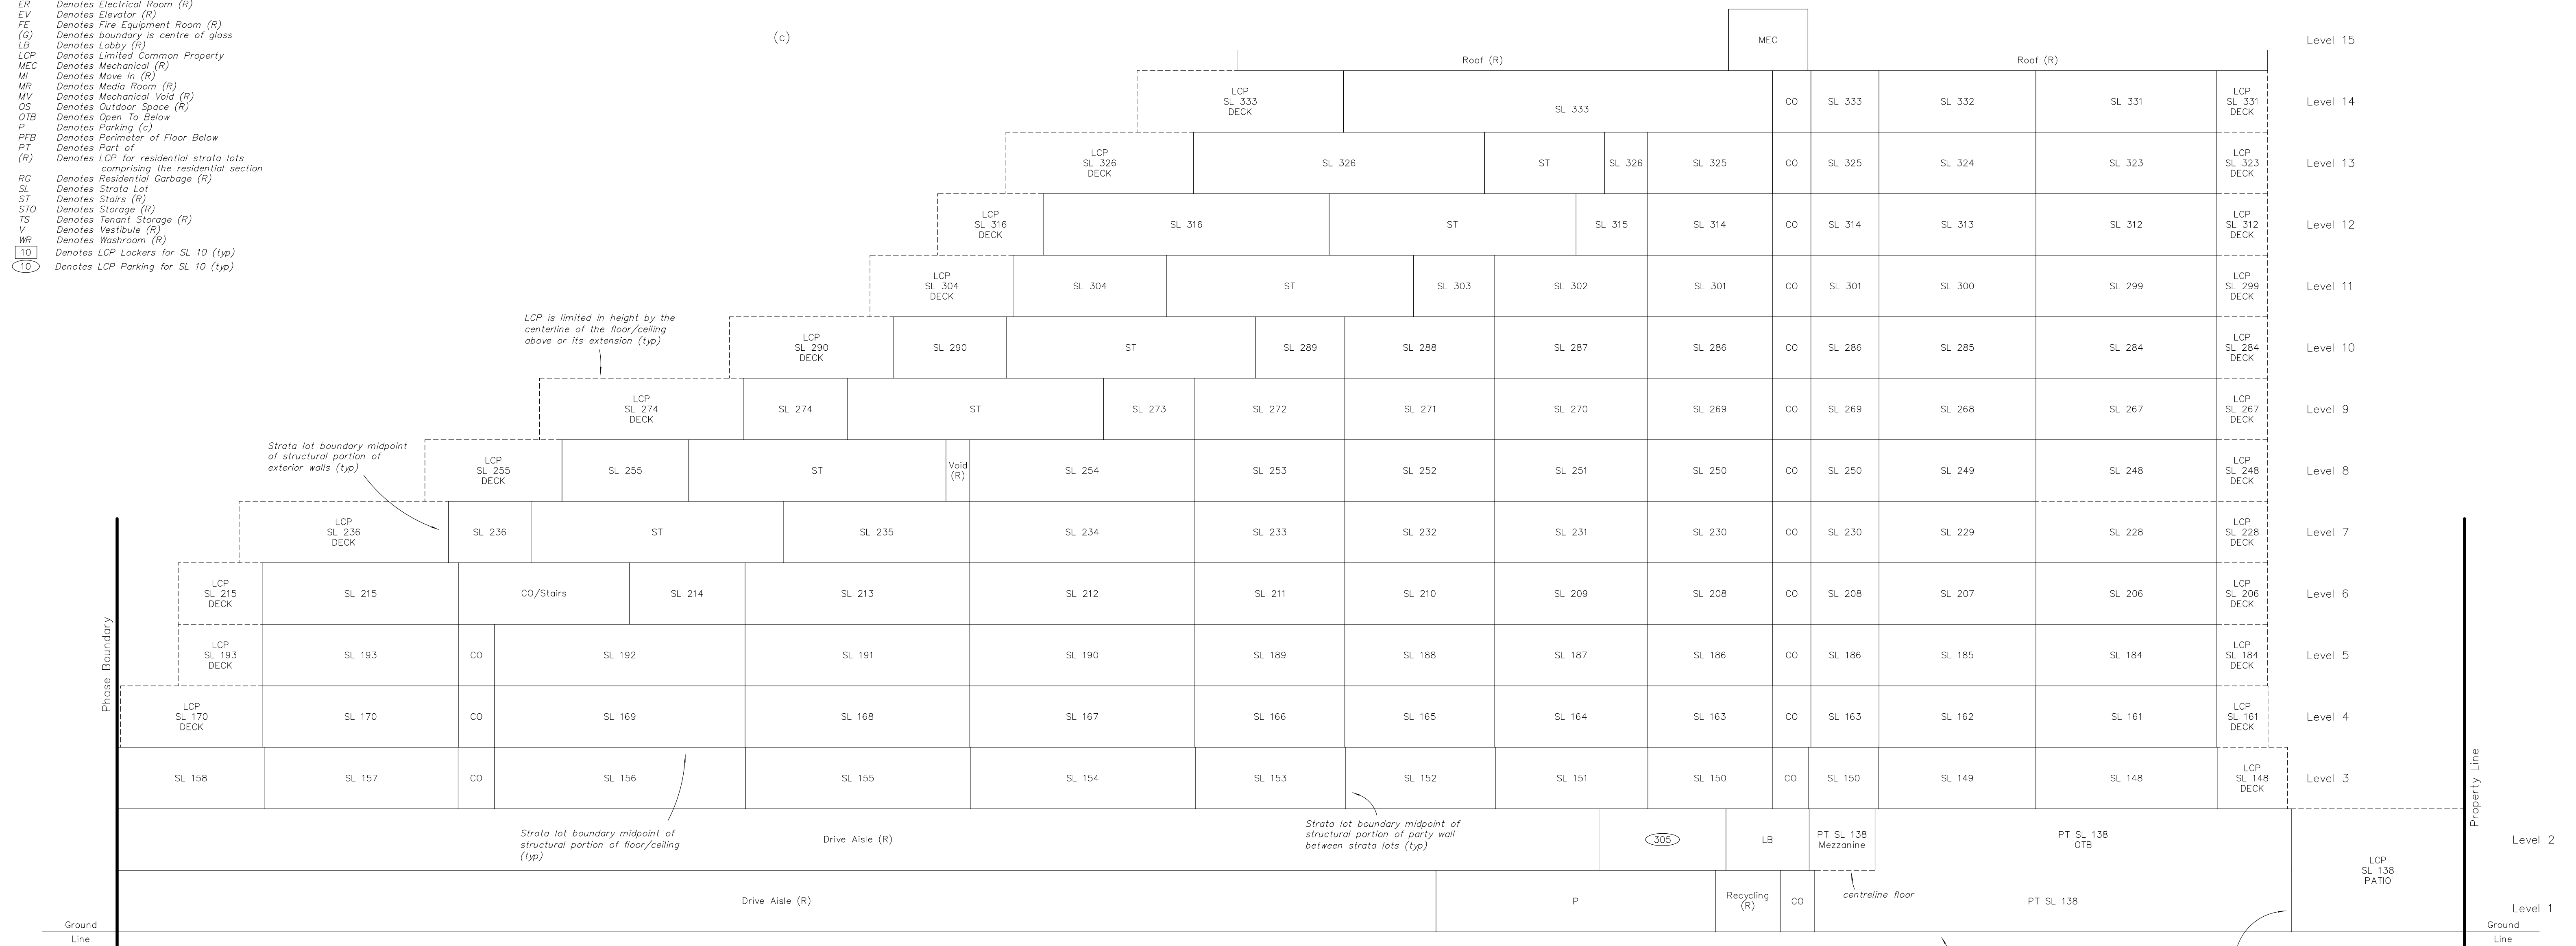 ER Denotes Electrical Room (R)
EV Denotes Elevator (R)
FE Denotes Fire Equipment Room (R)
(G) Denotes boundary is centre of glass
LB Denotes Lobby (R)
LCP Denotes Limited Common Property
MEC Denotes Mechanical (R)
MI Denotes Move In (R)
MR Denotes Media Room (R)
MV Denotes Mechanical Void (R)
OS Denotes Outdoor Space (R)
OTB Denotes Open To Below
P Denotes Parking (c)
PFB Denotes Perimeter of Floor Below
PT Denotes Part of
(R) Denotes LCP for residential strata lots
comprising the residential section
RG Denotes Residential Garbage (R)
SL Denotes Strata Lot
ST Denotes Stairs (R)
STO Denotes Storage (R)
TS Denotes Tenant Storage (R)
V Denotes Vestibule (R)
WR Denotes Washroom (R)
10 Denotes LCP Lockers for SL 10 (typ)
10 Denotes LCP Parking for SL 10 (typ)
(c)
MEC
Level 15
Roof (R) Roof (R)
LCP
SL 333
DECK
SL 333 CO SL 333 SL 332 SL 331
LCP
SL 331
DECK
Level 14
LCP
SL 326
DECK
SL 326 ST SL 326 SL 325 CO SL 325 SL 324 SL 323
LCP
SL 323
DECK
Level 13
LCP
SL 316
DECK
SL 316 ST SL 315 SL 314 CO SL 314 SL 313 SL 312
LCP
SL 312
DECK
Level 12
LCP
SL 304
DECK
SL 304 ST SL 303 SL 302 SL 301 CO SL 301 SL 300 SL 299
LCP
SL 299
DECK
Level 11
LCP is limited in height by the
centerline of the floor/ceiling
above or its extension (typ)
LCP
SL 290
DECK
SL 290 ST SL 289 SL 288 SL 287 SL 286 CO SL 286 SL 285 SL 284
LCP
SL 284
DECK
Level 10
LCP
SL 274
DECK
SL 274 ST SL 273 SL 272 SL 271 SL 270 SL 269 CO SL 269 SL 268 SL 267
LCP
SL 267
DECK
Level 9
Strata lot boundary midpoint
of structural portion of
exterior walls (typ)
LCP
SL 255
DECK
SL 255 ST
Void
(R)
SL 254 SL 253 SL 252 SL 251 SL 250 CO SL 250 SL 249 SL 248
LCP
SL 248
DECK
Level 8
LCP
SL 236
DECK
SL 236 ST SL 235 SL 234 SL 233 SL 232 SL 231 SL 230 CO SL 230 SL 229 SL 228
LCP
SL 228
DECK
Level 7
LCP
SL 215
DECK
SL 215 CO/Stairs SL 214 SL 213 SL 212 SL 211 SL 210 SL 209 SL 208 CO SL 208 SL 207 SL 206
LCP
SL 206
DECK
Level 6
Phase Boundary
LCP
SL 193
DECK
SL 193 CO SL 192 SL 191 SL 190 SL 189 SL 188 SL 187 SL 186 CO SL 186 SL 185 SL 184
LCP
SL 184
DECK
Level 5
LCP
SL 170
DECK
SL 170 CO SL 169 SL 168 SL 167 SL 166 SL 165 SL 164 SL 163 CO SL 163 SL 162 SL 161
LCP
SL 161
DECK
Level 4
SL 158 SL 157 CO SL 156 SL 155 SL 154 SL 153 SL 152 SL 151 SL 150 CO SL 150 SL 149 SL 148
LCP
SL 148
DECK
Level 3
Property Line
Strata lot boundary midpoint of
structural portion of floor/ceiling
(typ)
Drive Aisle (R)
Strata lot boundary midpoint of
structural portion of party wall
between strata lots (typ)
305
LB
PT SL 138
Mezzanine
PT SL 138
OTB
Level 2
LCP
SL 138
PATIO
Drive Aisle (R)
P
Recycling
(R)
CO
centreline floor
PT SL 138
Level 1
Ground
Line
Ground
Line